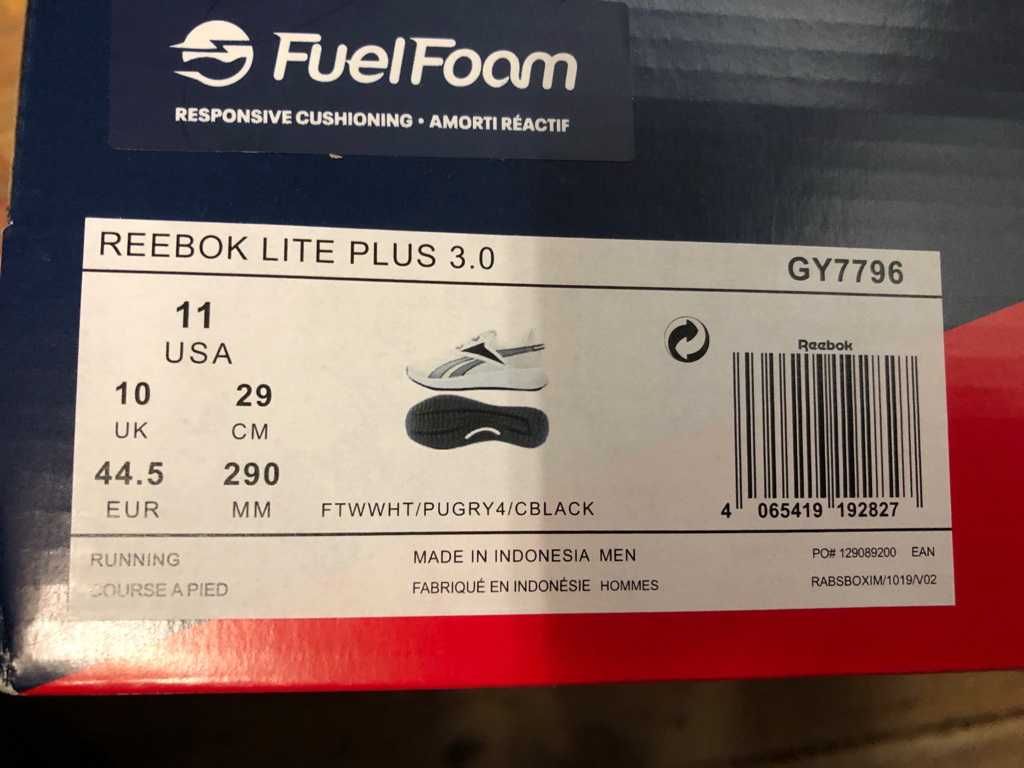 FuelFoam
RESPONSIVE CUSHIONING • AMORTI RÉACTIF
REEBOK LITE PLUS 3.0
GY7796
11
USA
10 29
UK CM
44.5 290
EUR MM
FTWWHT/PUGRY4/CBLACK
Reebok
4 065419 192827
RUNNING
COURSE A PIED
MADE IN INDONESIA MEN
FABRIQUÉ EN INDONÉSIE HOMMES
PO# 129089200 EAN
RABSBOXIM/1019/V02